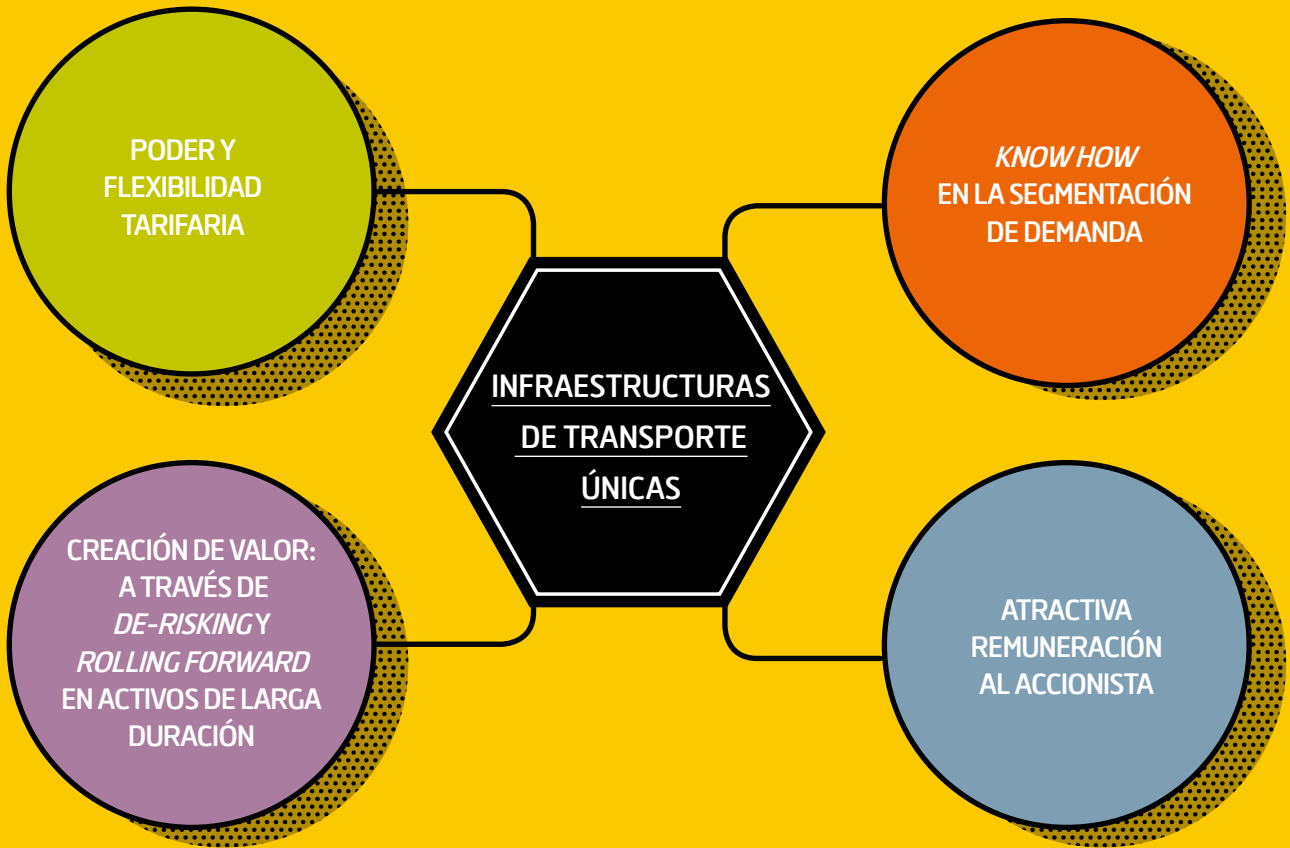 PODER Y
FLEXIBILIDAD
TARIFARIA
KNOW HOW
EN LA SEGMENTACIÓN
DE DEMANDA
INFRAESTRUCTURAS
DE TRANSPORTE
ÚNICAS
CREACIÓN DE VALOR:
A TRAVÉS DE
DE-RISKING Y
ROLLING FORWARD
EN ACTIVOS DE LARGA
DURACIÓN
ATRACTIVA
REMUNERACIÓN
AL ACCIONISTA